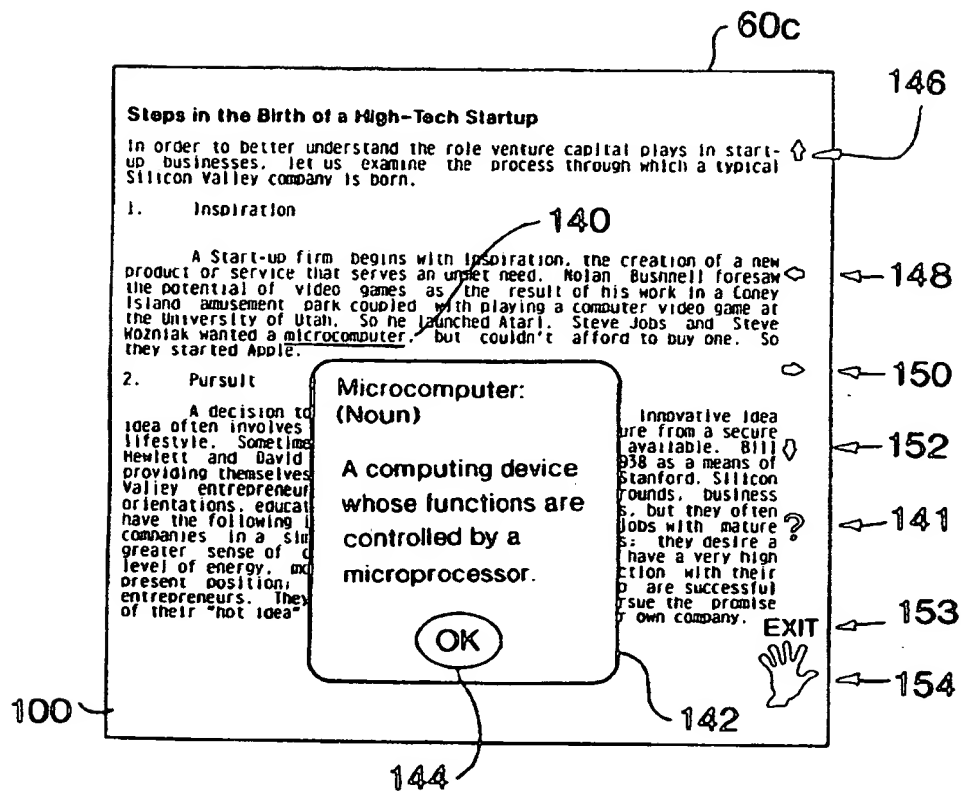 60c
146
Steps in the Birth of a High-Tech Startup
In order to better understand the role venture capital plays in start-
up businesses, let us examine the process through which a typical
Silicon Valley company is born.
1. Inspiration
140
A Start-up firm begins with inspiration, the creation of a new
product or service that serves an unmet need. Nolan Bushnell foresaw
148
the potential of video games as the result of his work in a Coney
Island amusement park coupled with playing a computer video game at
the University of Utah. So he launched Atari. Steve Jobs and Steve
Wozniak wanted a microcomputer, but couldn't afford to buy one. So
they started Apple.
150
2. Pursuit
Microcomputer:
(Noun)
A computing device
whose functions are
controlled by a
microprocessor.
OK
A decision to Innovative idea
idea often involves ure from a secure
lifestyle. Sometime available. Bill
152
Hewlett and David 938 as a means of
providing themselves Stanford. Silicon
Valley entrepreneur rounds, business
orientations, educat s, but they often
have the following jobs with mature
?
141
companies in a sim s: they desire a
greater sense of have a very high
level of energy, mo ction with their
present position; are successful
entrepreneurs. They rsue the promise
of their "hot idea" own company.
EXIT
153
154
100
142
144